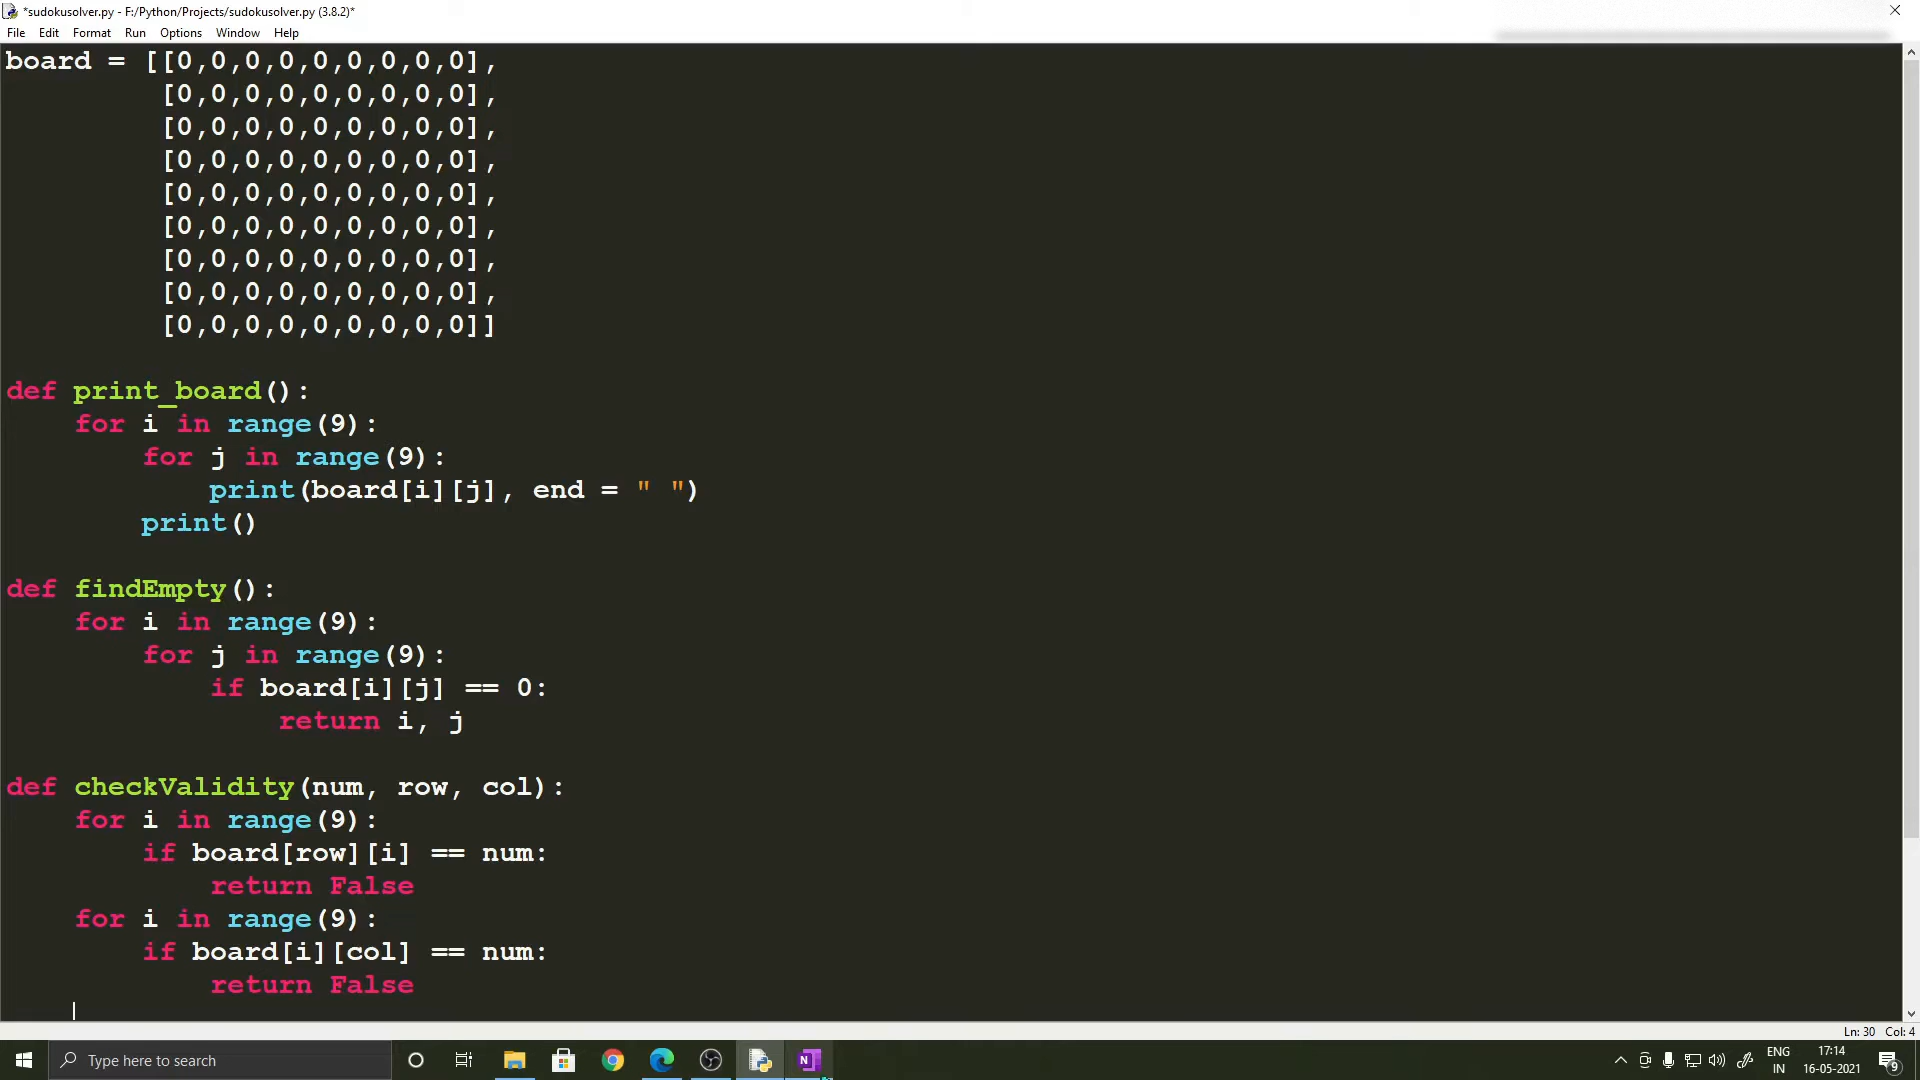 *sudokusolver.py - F:/Python/Projects/sudokusolver.py (3.8.2)*
File Edit Format Run Options Window Help
board = [[0,0,0,0,0,0,0,0,0],
[0,0,0,0,0,0,0,0,0],
[0,0,0,0,0,0,0,0,0],
[0,0,0,0,0,0,0,0,0],
[0,0,0,0,0,0,0,0,0],
[0,0,0,0,0,0,0,0,0],
[0,0,0,0,0,0,0,0,0],
[0,0,0,0,0,0,0,0,0],
[0,0,0,0,0,0,0,0,0]]
def print_board():
for i in range(9):
for j in range(9):
print(board[i][j], end = " ")
print()
def findEmpty():
for i in range(9):
for j in range(9):
if board[i][j] == 0:
return i, j
def checkValidity(num, row, col):
for i in range(9):
if board[row][i] == num:
return False
for i in range(9):
if board[i][col] == num:
return False
Ln: 30 Col: 4
Type here to search
N
ENG
IN
17:14
16-05-2021
9